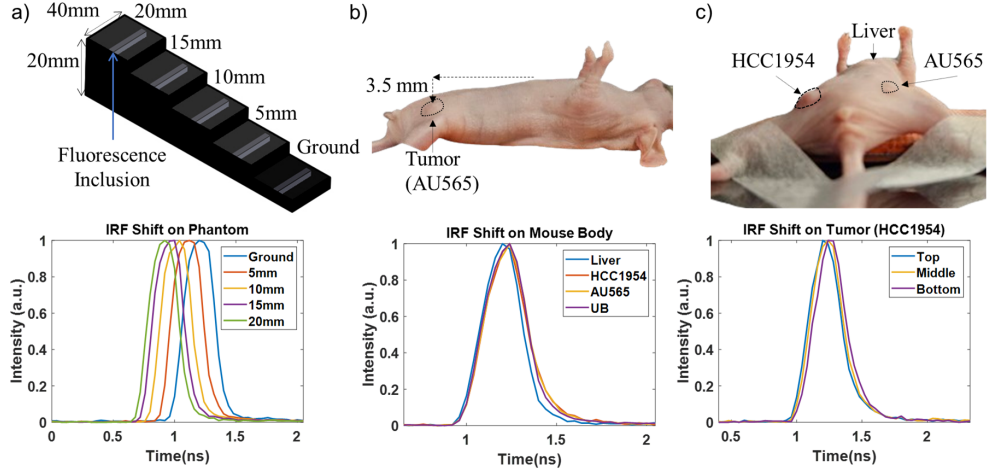 a)
40mm
20mm
15mm
20mm
10mm
5mm
Ground
Fluorescence
Inclusion
b)
3.5 mm
Tumor
(AU565)
c)
Liver
HCC1954
AU565
IRF Shift on Phantom
Intensity (a.u.)
1
0.8
0.6
0.4
0.2
0
Ground
5mm
10mm
15mm
20mm
0 0.5 1 1.5 2
Time(ns)
IRF Shift on Mouse Body
Intensity (a.u.)
1
0.8
0.6
0.4
0.2
0
Liver
HCC1954
AU565
UB
1 1.5 2
Time(ns)
IRF Shift on Tumor (HCC1954)
Intensity (a.u.)
1
0.8
0.6
0.4
0.2
0
Top
Middle
Bottom
0.5 1 1.5 2
Time(ns)